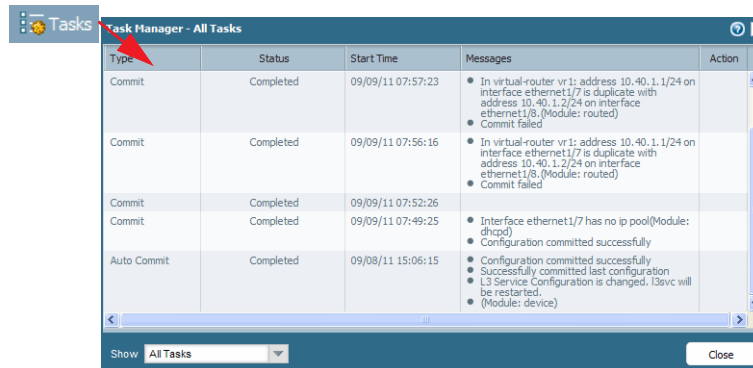 Tasks
Task Manager - All Tasks
Type Status Start Time Messages Action
Commit Completed 09/09/11 07:57:23 In virtual-router vr1: address 10.40.1.1/24 on
interface ethernet1/7 is duplicate with
address 10.40.1.2/24 on interface
ethernet1/8.(Module: routed)
Commit failed
Commit Completed 09/09/11 07:56:16 In virtual-router vr1: address 10.40.1.1/24 on
interface ethernet1/7 is duplicate with
address 10.40.1.2/24 on interface
ethernet1/8.(Module: routed)
Commit failed
Commit Completed 09/09/11 07:52:26
Commit Completed 09/09/11 07:49:25 Interface ethernet1/7 has no ip pool(Module:
dhcpd)
Configuration committed successfully
Auto Commit Completed 09/08/11 15:06:15 Configuration committed successfully
Successfully committed last configuration
L3 Service Configuration is changed. l3svc will
be restarted.
(Module: device)
Show All Tasks Close